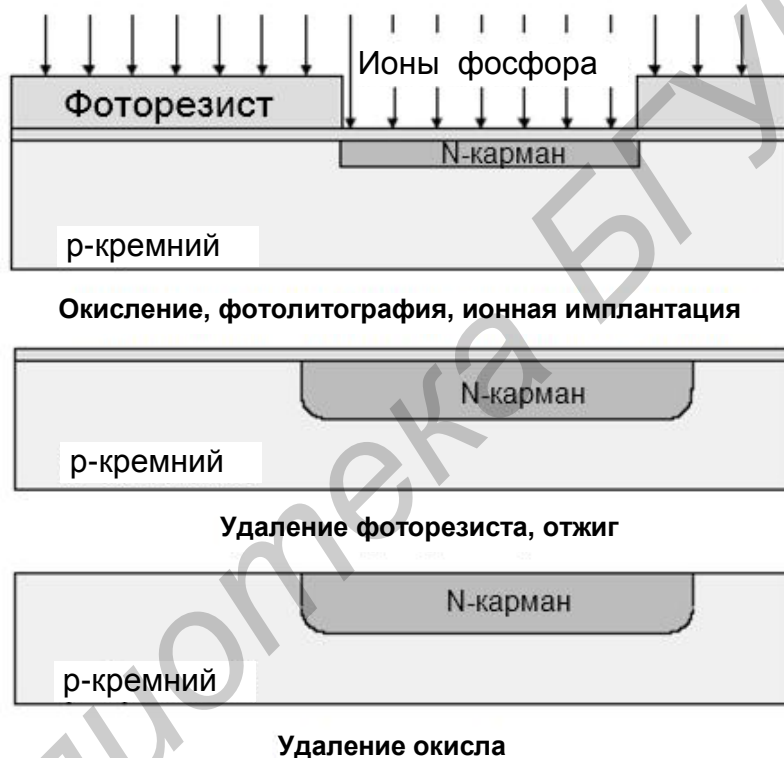 Ионы фосфора
Фоторезист
N-карман
р-кремний
Окисление, фотолитография, ионная имплантация
N-карман
р-кремний
Удаление фоторезиста, отжиг
N-карман
р-кремний
Удаление окисла